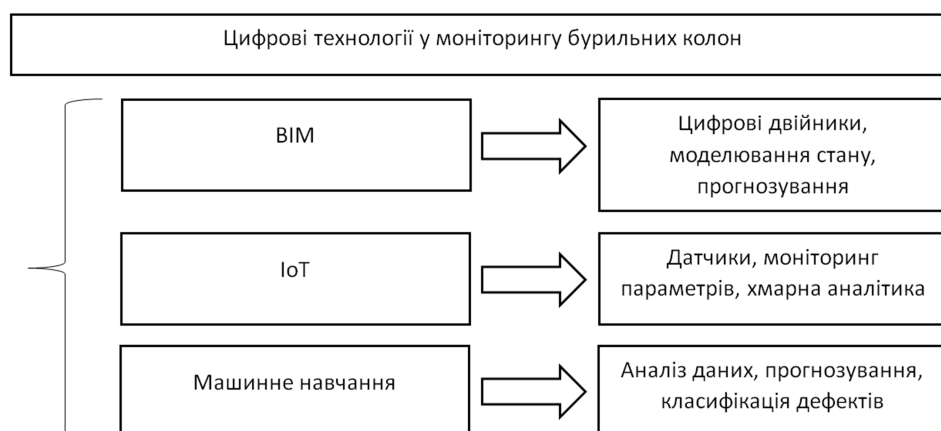 Цифрові технології у моніторингу бурильних колон
BIM
Цифрові двійники,
моделювання стану,
прогнозування
IoT
Датчики, моніторинг
параметрів, хмарна аналітика
Машинне навчання
Аналіз даних, прогнозування,
класифікація дефектів